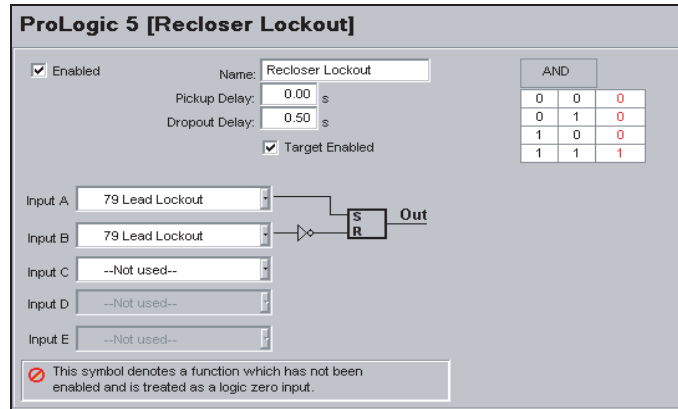 ProLogic 5 [Recloser Lockout]
Enabled
Name: Recloser Lockout
Pickup Delay: 0.00 s
Dropout Delay: 0.50 s
Target Enabled
AND
0 0 0
0 1 0
1 0 0
1 1 1
Input A 79 Lead Lockout
Input B 79 Lead Lockout
Input C --Not used--
Input D --Not used--
Input E --Not used--
S
R
Out
This symbol denotes a function which has not been
enabled and is treated as a logic zero input.